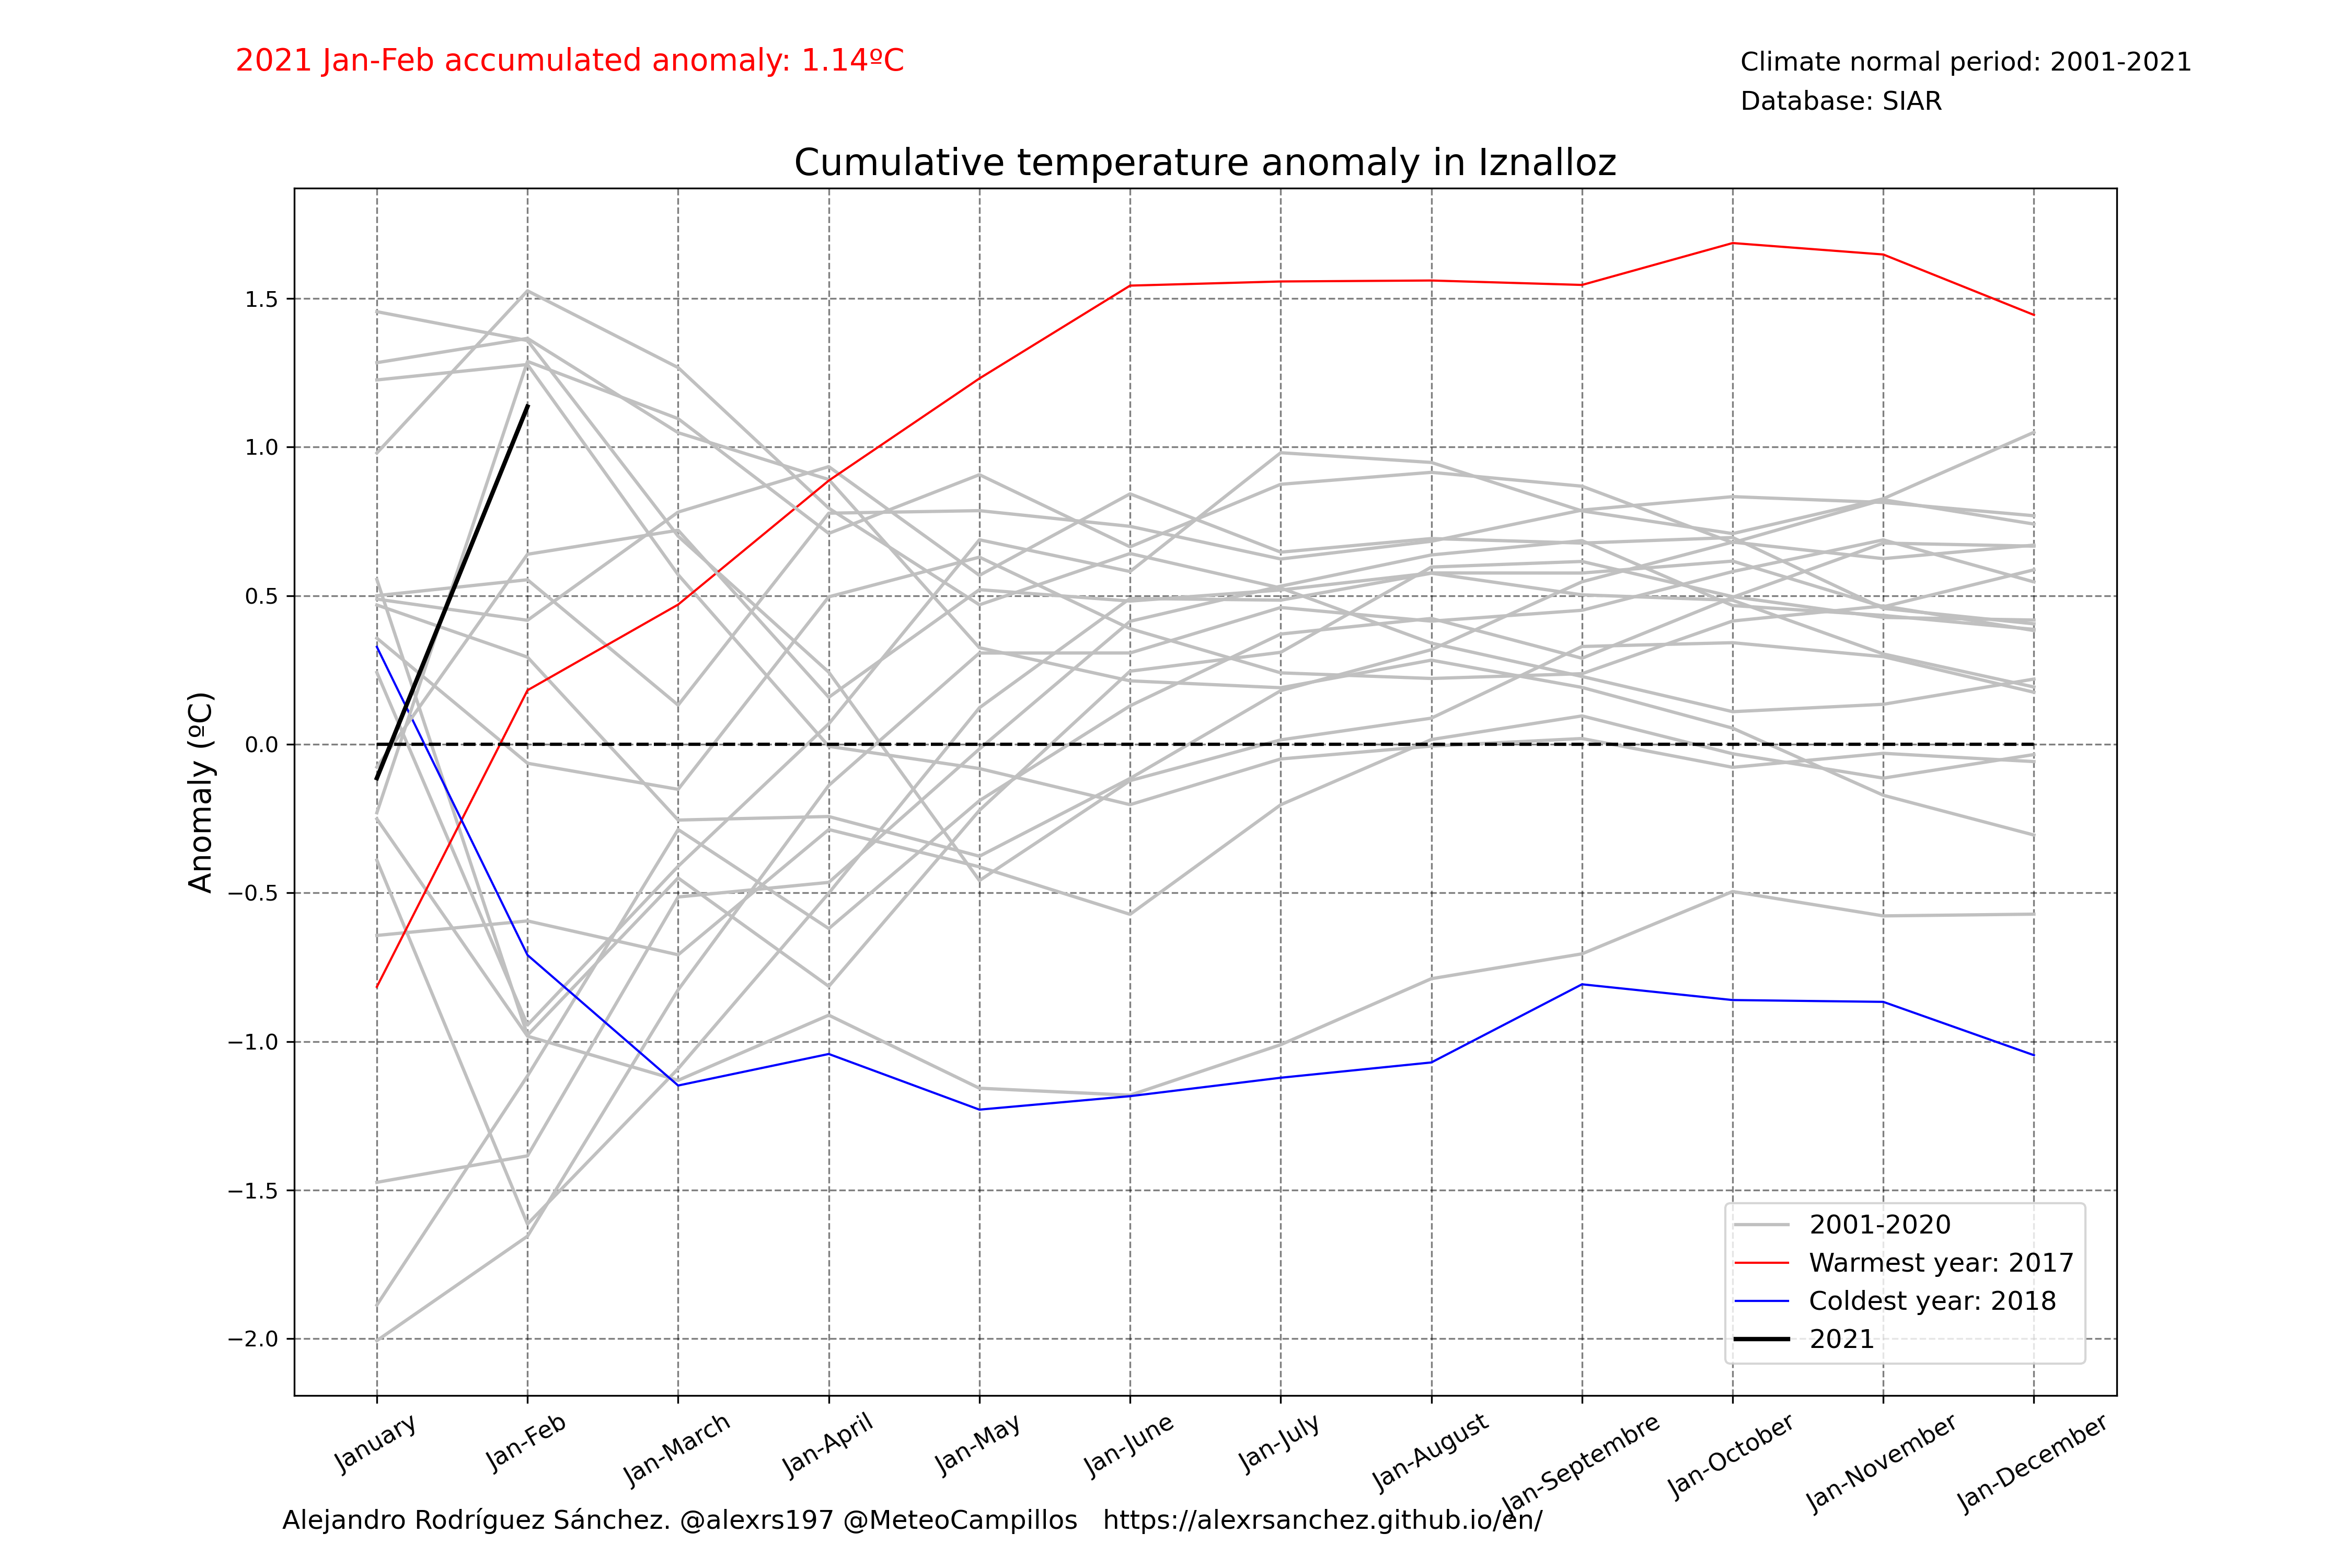 2021 Jan-Feb accumulated anomaly: 1.14ºC
Climate normal period: 2001-2021
Database: SIAR
Cumulative temperature anomaly in Iznalloz
Anomaly (ºC)
1.5
1.0
0.5
0.0
−0.5
−1.0
−1.5
−2.0
2001-2020
Warmest year: 2017
Coldest year: 2018
2021
January
Jan-Feb
Jan-March
Jan-April
Jan-May
Jan-June
Jan-July
Jan-August
Jan-Septembre
Jan-October
Jan-November
Jan-December
Alejandro Rodríguez Sánchez. @alexrs197 @MeteoCampillos https://alexrsanchez.github.io/en/